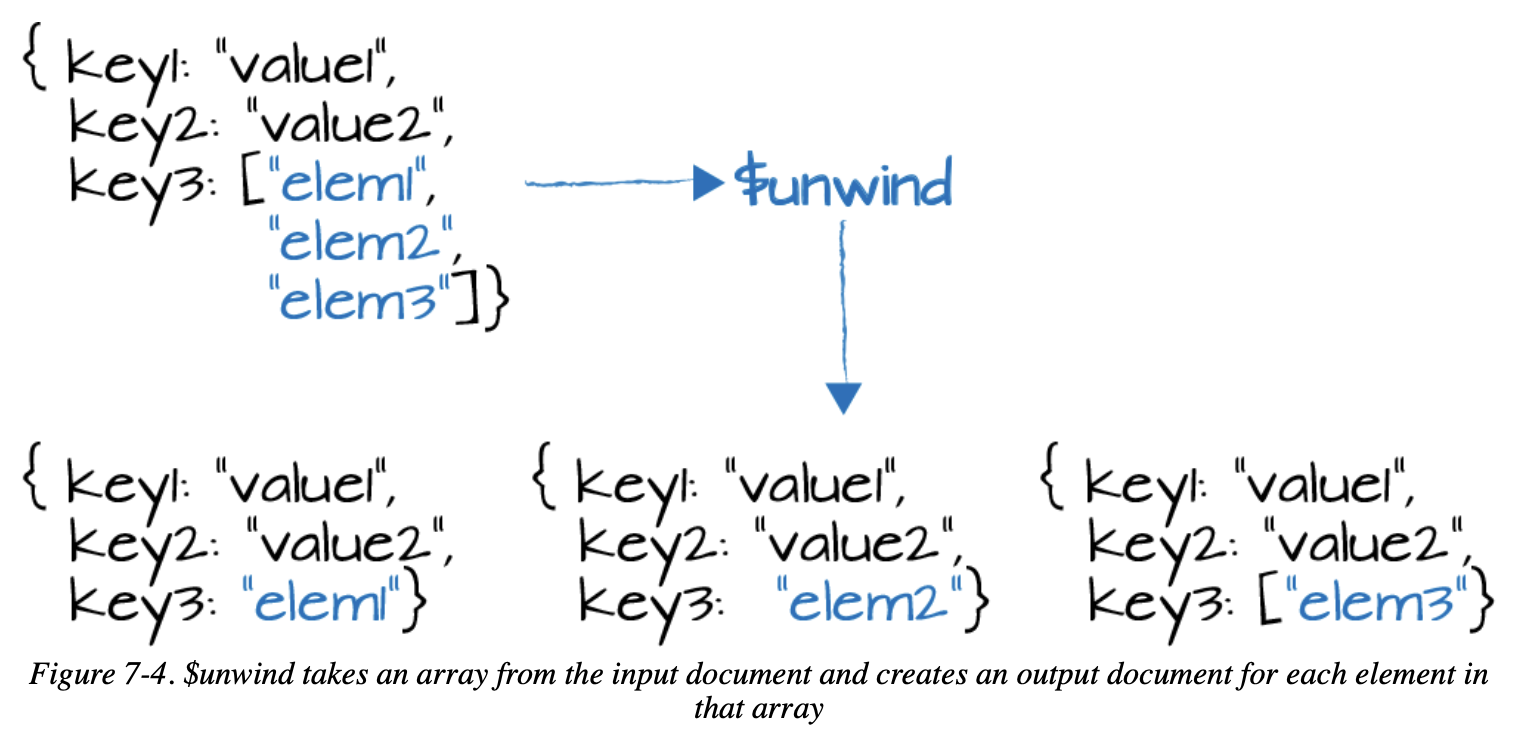 { key1: "value1",
key2: "value2",
key3: ["elem1",
"elem2",
"elem3"]}
$unwind
{ key1: "value1",
key2: "value2",
key3: "elem1"}
{ key1: "value1",
key2: "value2",
key3: "elem2"}
{ key1: "value1",
key2: "value2",
key3: ["elem3"}
Figure 7-4. $unwind takes an array from the input document and creates an output document for each element in
that array